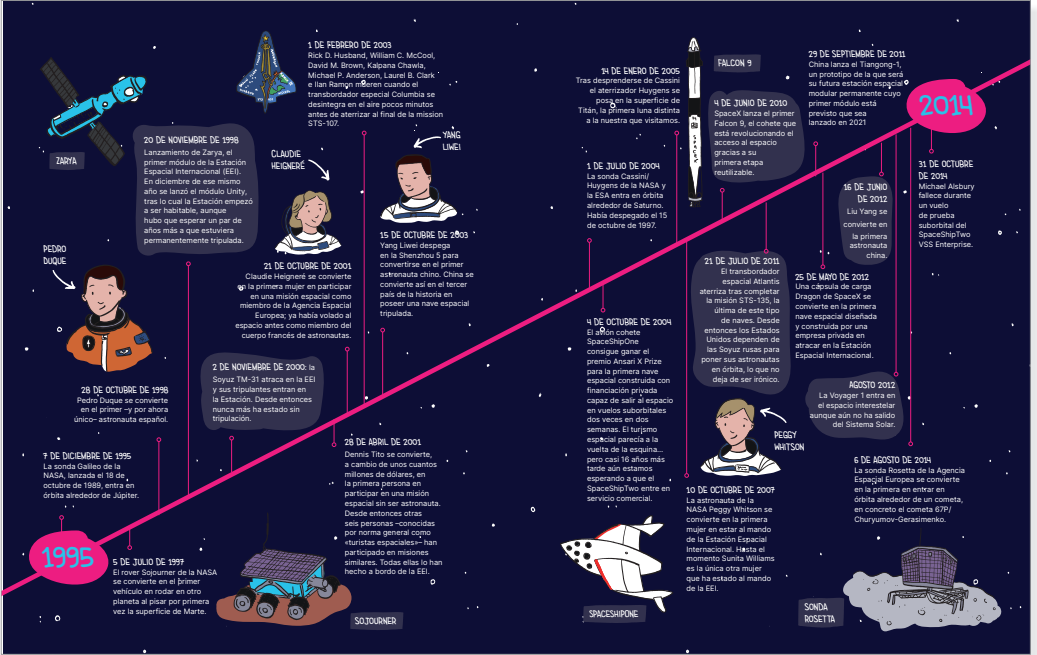 ZARYA
20 DE NOVIEMBRE DE 1998
Lanzamiento de Zarya, el
primer módulo de la Estación
Espacial Internacional (EEI).
En diciembre de ese mismo
año se lanzó el módulo Unity,
tras lo cual la Estación empezó
a ser habitable, aunque
hubo que esperar un par de
años más a que estuviera
permanentemente tripulada.
1 DE FEBRERO DE 2003
Rick D. Husband, William C. McCool,
David M. Brown, Kalpana Chawla,
Michael P. Anderson, Laurel B. Clark
e Ilan Ramon mueren cuando el
transbordador espacial Columbia se
desintegra en el aire pocos minutos
antes de aterrizar al final de la misión
STS-107.
CLAUDIE
HEIGNERÉ
YANG
LIWEI
15 DE OCTUBRE DE 2003
Yang Liwei despega
en la Shenzhou 5 para
convertirse en el primer
astronauta chino. China se
convierte así en el tercer
país de la historia en
poseer una nave espacial
tripulada.
PEDRO
DUQUE
21 DE OCTUBRE DE 2001
Claudie Heigneré se convierte
en la primera mujer en participar
en una misión espacial como
miembro de la Agencia Espacial
Europea; ya había volado al
espacio antes como miembro del
cuerpo francés de astronautas.
28 DE OCTUBRE DE 1998
Pedro Duque se convierte
en el primer –y por ahora
único– astronauta español.
2 DE NOVIEMBRE DE 2000: la
Soyuz TM-31 atraca en la EEI
y sus tripulantes entran en
la Estación. Desde entonces
nunca más ha estado sin
tripulación.
7 DE DICIEMBRE DE 1995
La sonda Galileo de la
NASA, lanzada el 18 de
octubre de 1989, entra en
órbita alrededor de Júpiter.
28 DE ABRIL DE 2001
Dennis Tito se convierte,
a cambio de unos cuantos
millones de dólares, en
la primera persona en
participar en una misión
espacial sin ser astronauta.
Desde entonces otras
seis personas –conocidas
por norma general como
«turistas espaciales»– han
participado en misiones
similares. Todas ellas lo han
hecho a bordo de la EEI.
1995
5 DE JULIO DE 1997
El rover Sojourner de la NASA
se convierte en el primer
vehículo en rodar en otro
planeta al pisar por primera
vez la superficie de Marte.
SOJOURNER
14 DE ENERO DE 2005
Tras desprenderse de Cassini
el aterrizador Huygens se
posa en la superficie de
Titán, la primera luna distinta
a la nuestra que visitamos.
FALCON 9
SPACEX
4 DE JUNIO DE 2010
SpaceX lanza el primer
Falcon 9, el cohete que
está revolucionando el
acceso al espacio
gracias a su
primera etapa
reutilizable.
29 DE SEPTIEMBRE DE 2011
China lanza el Tiangong-1,
un prototipo de la que será
su futura estación espacial
modular permanente cuyo
primer módulo está
previsto que sea
lanzado en 2021
2014
1 DE JULIO DE 2004
La sonda Cassini/
Huygens de la NASA y
la ESA entra en órbita
alrededor de Saturno.
Había despegado el 15
de octubre de 1997.
16 DE JUNIO
DE 2012
Liu Yang se
convierte en
la primera
astronauta
china.
31 DE OCTUBRE
DE 2014
Michael Alsbury
fallece durante
un vuelo
de prueba
suborbital del
SpaceShipTwo
VSS Enterprise.
21 DE JULIO DE 2011
El transbordador
espacial Atlantis
aterriza tras completar
la misión STS-135, la
última de este tipo
de naves. Desde
entonces los Estados
Unidos dependen de
las Soyuz rusas para
poner sus astronautas
en órbita, lo que no
deja de ser irónico.
25 DE MAYO DE 2012
Una cápsula de carga
Dragon de SpaceX se
convierte en la primera
nave espacial diseñada
y construida por una
empresa privada en
atracar en la Estación
Espacial Internacional.
4 DE OCTUBRE DE 2004
El avión cohete
SpaceShipOne
consigue ganar el
premio Ansari X Prize
para la primera nave
espacial construida con
financiación privada
capaz de salir al espacio
en vuelos suborbitales
dos veces en dos
semanas. El turismo
espacial parecía a la
vuelta de la esquina...
pero casi 16 años más
tarde aún estamos
esperando a que el
SpaceShipTwo entre en
servicio comercial.
AGOSTO 2012
La Voyager 1 entra en
el espacio interestelar
aunque aún no ha salido
del Sistema Solar.
PEGGY
WHITSON
10 DE OCTUBRE DE 2007
La astronauta de la
NASA Peggy Whitson se
convierte en la primera
mujer en estar al mando
de la Estación Espacial
Internacional. Hasta el
momento Sunita Williams
es la única otra mujer
que ha estado al mando
de la EEI.
6 DE AGOSTO DE 2014
La sonda Rosetta de la Agencia
Espacial Europea se convierte
en la primera en entrar en
órbita alrededor de un cometa,
en concreto el cometa 67P/
Churyumov-Gerasimenko.
SPACESHIPONE
SONDA
ROSETTA